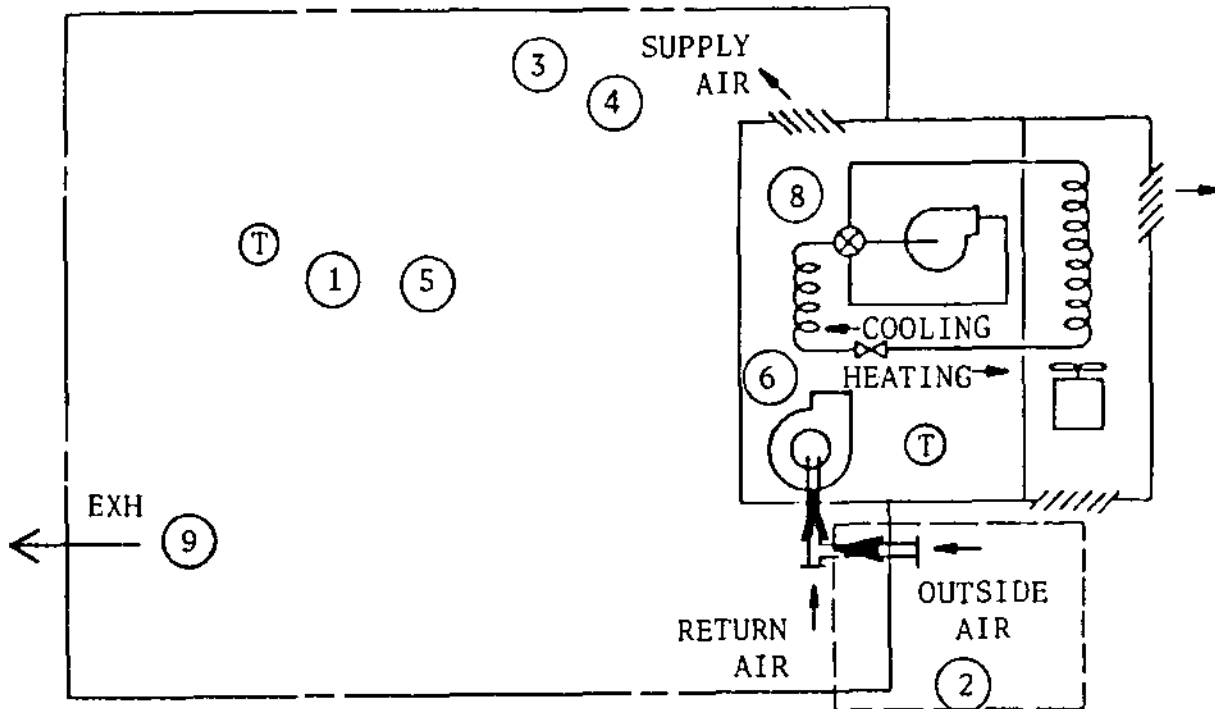 3
SUPPLY
AIR
4
8
T
1
5
COOLING
6
HEATING
T
EXH
9
OUTSIDE
AIR
RETURN
AIR
2